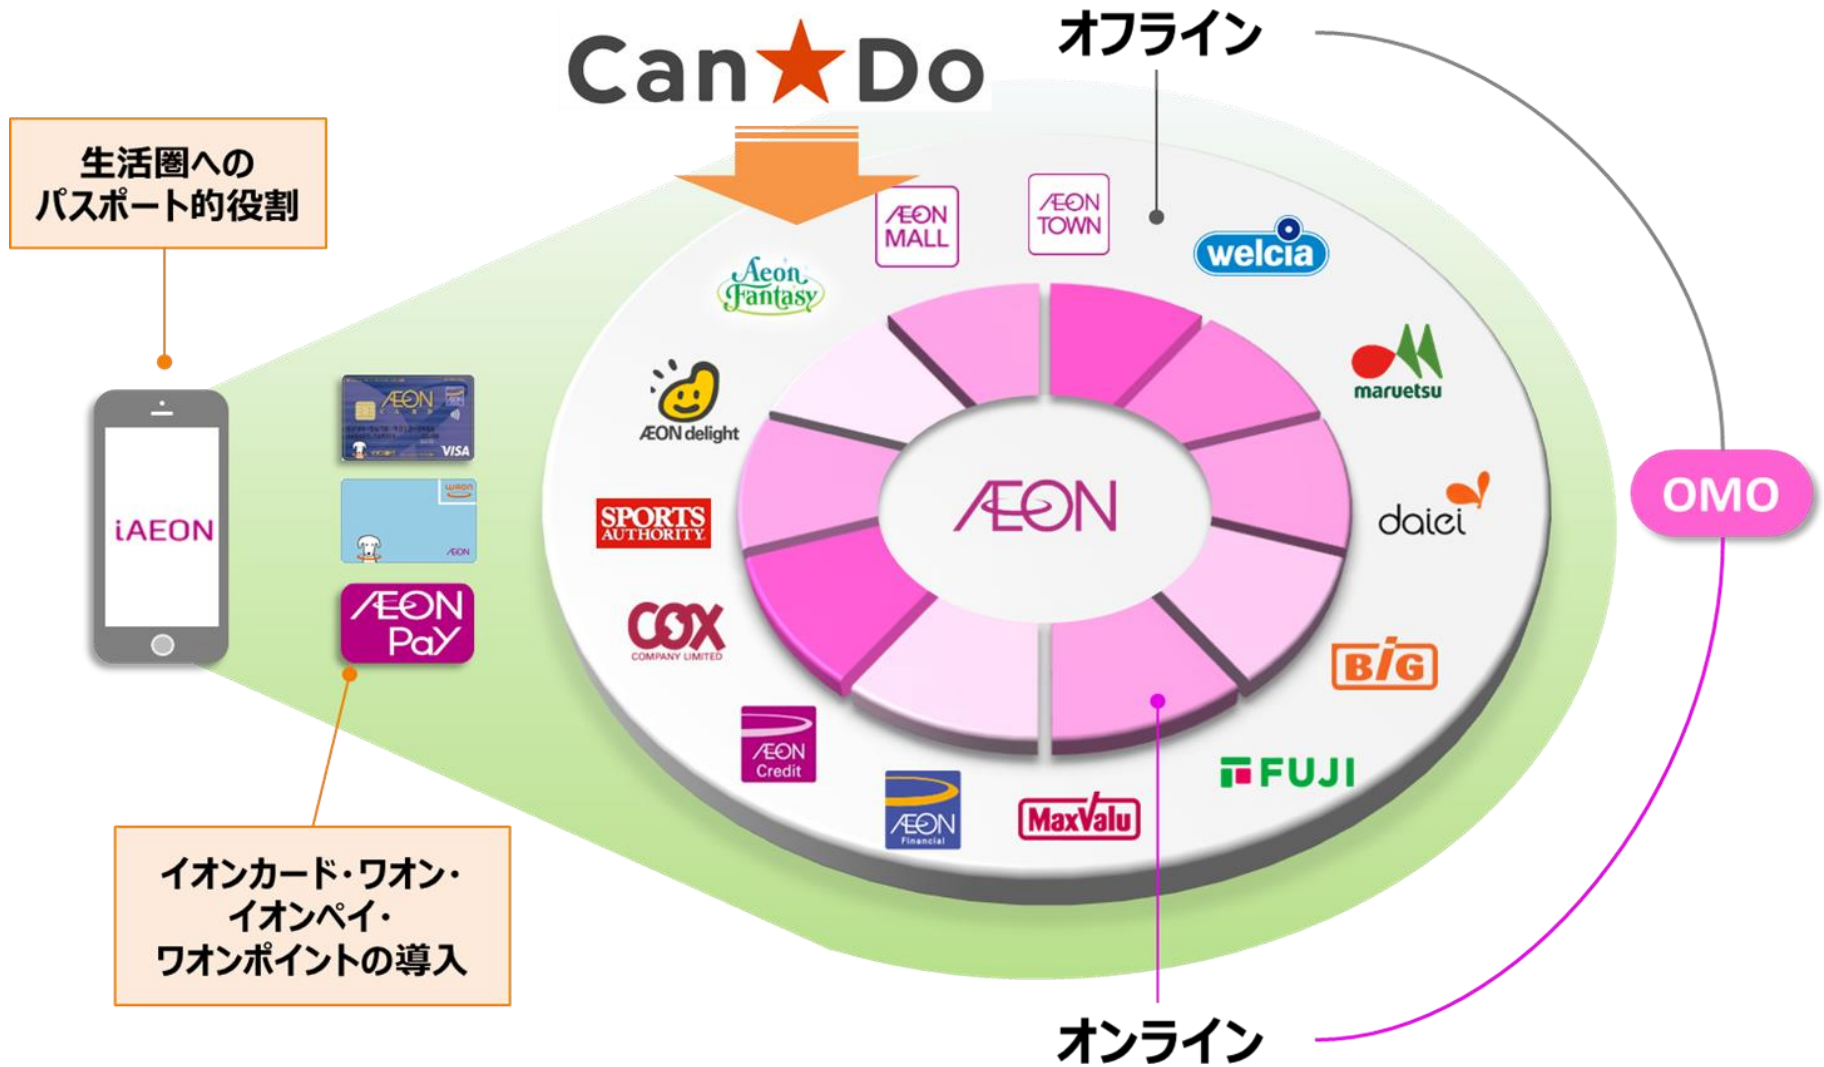 Can★Do
オフライン
生活圏への
パスポート的役割
ÆON
MALL
ÆON
TOWN
welcia
Aeon
Fantasy
maruetsu
ÆON delight
ÆON
VISA
WAON
ÆON
ÆON
Pay
iAEON
SPORTS
AUTHORITY
ÆON
daiei
OMO
COX
COMPANY LIMITED
BiG
ÆON
Credit
ÆON
Financial
MaxValu
FUJI
イオンカード・ワオン・
イオンペイ・
ワオンポイントの導入
オンライン